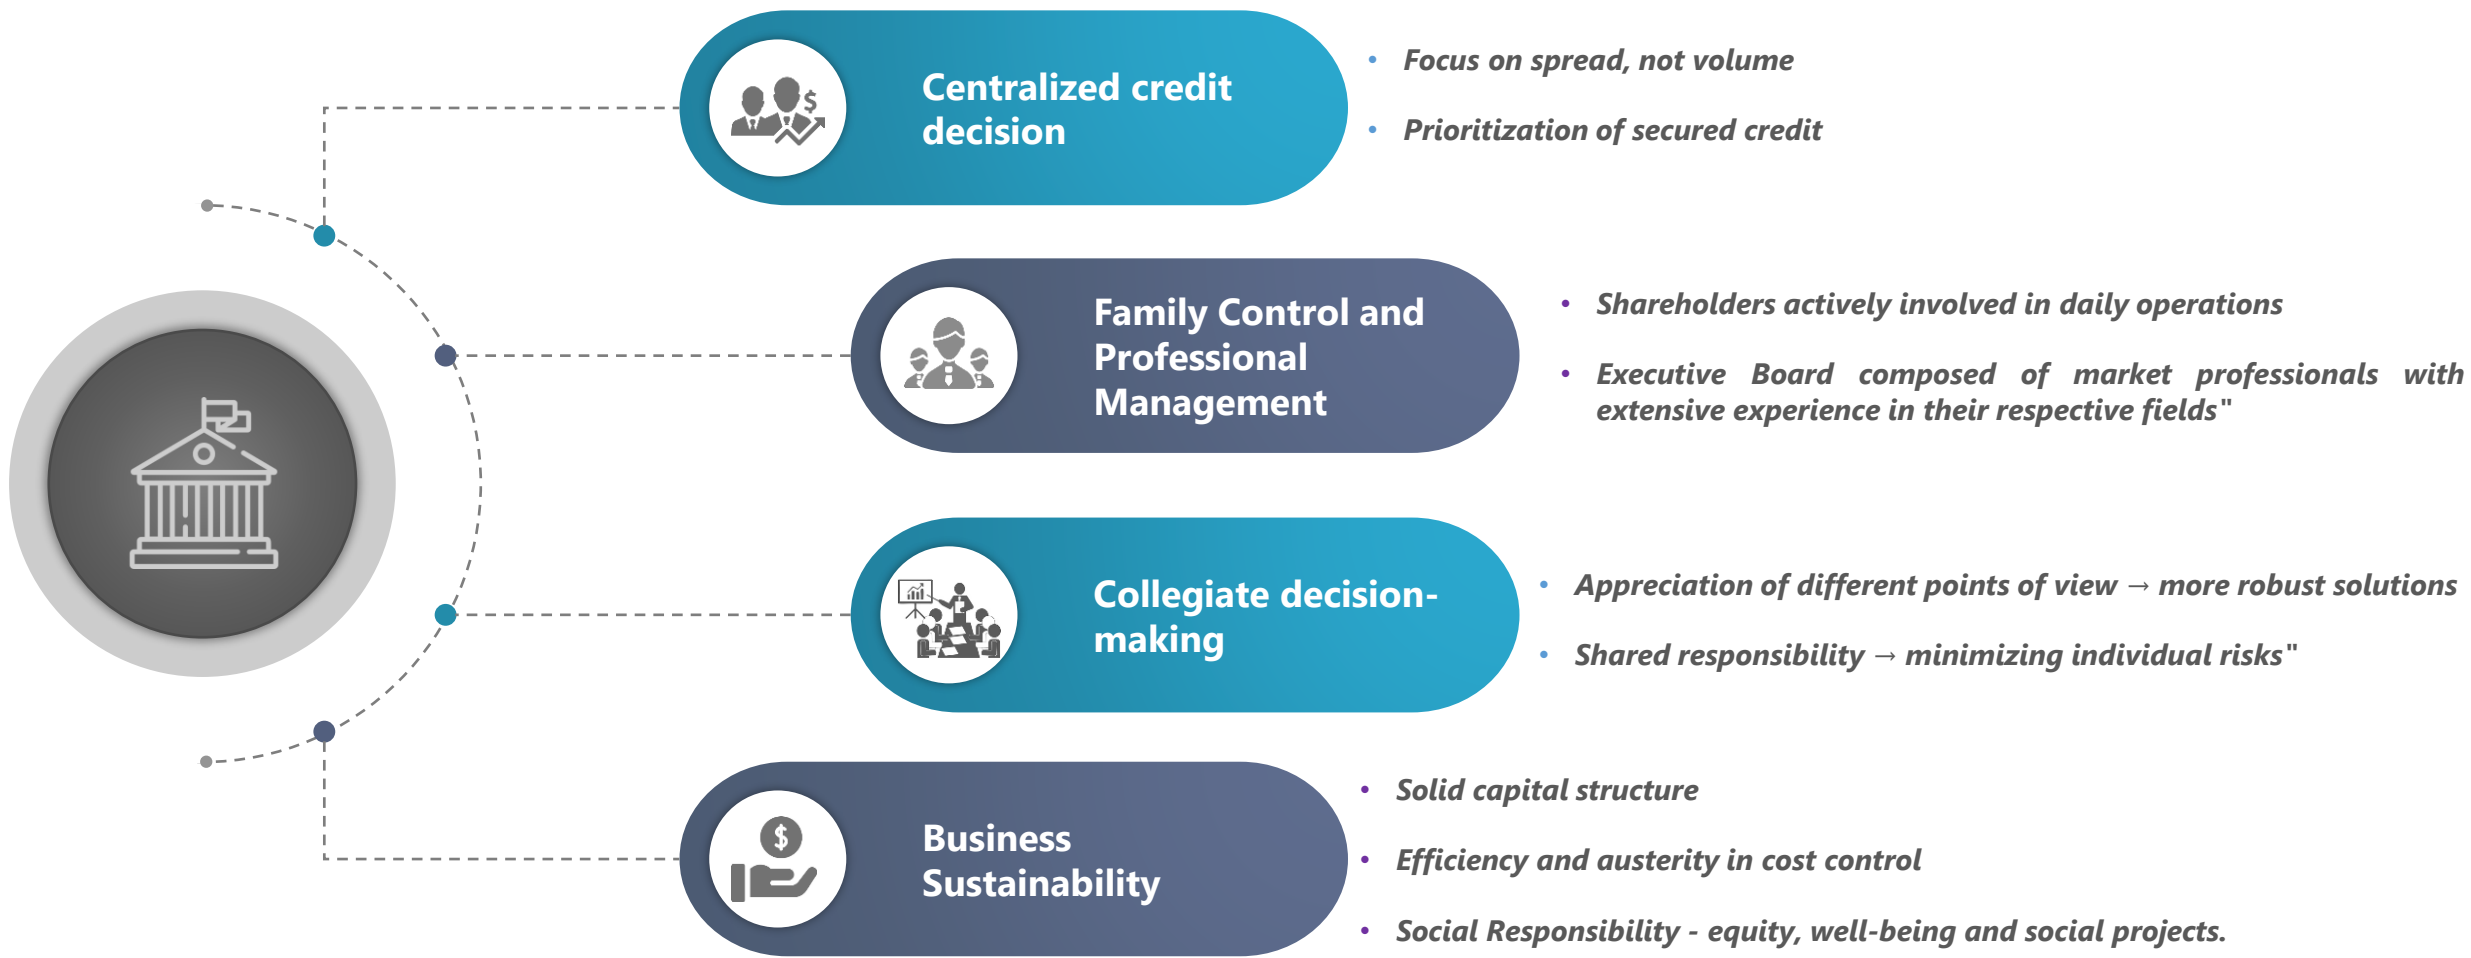 Centralized credit
decision
• Focus on spread, not volume
• Prioritization of secured credit
Family Control and
Professional
Management
• Shareholders actively involved in daily operations
• Executive Board composed of market professionals with
extensive experience in their respective fields"
Collegiate decision-
making
• Appreciation of different points of view → more robust solutions
• Shared responsibility → minimizing individual risks"
Business
Sustainability
• Solid capital structure
• Efficiency and austerity in cost control
• Social Responsibility - equity, well-being and social projects.